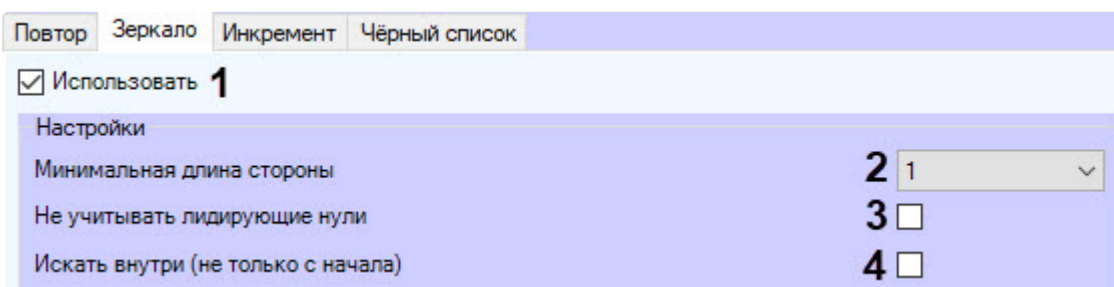 Повтор Зеркало Инкремент Чёрный список
Использовать 1
Настройки
Минимальная длина стороны 2 1
Не учитывать лидирующие нули 3
Искать внутри (не только с начала) 4